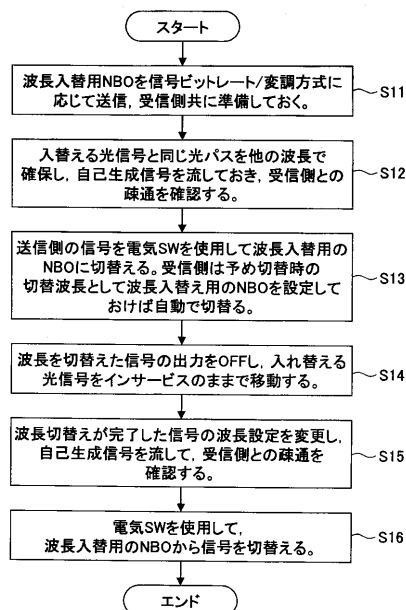 スタート
波長入替用NBOを信号ビットレート/変調方式に
応じて送信，受信側共に準備しておく。
S11
入替える光信号と同じ光パスを他の波長で
確保し，自己生成信号を流しておき，受信側との
疎通を確認する。
S12
送信側の信号を電気SWを使用して波長入替用の
NBOに切替える。受信側は予め切替時の
切替波長として波長入替え用のNBOを設定して
おけば自動で切替る。
S13
波長を切替えた信号の出力をOFFし，入れ替える
光信号をインサービスのままで移動する。
S14
波長切替えが完了した信号の波長設定を変更し，
自己生成信号を流して，受信側との疎通を
確認する。
S15
電気SWを使用して，
波長入替用のNBOから信号を切替える。
S16
エンド